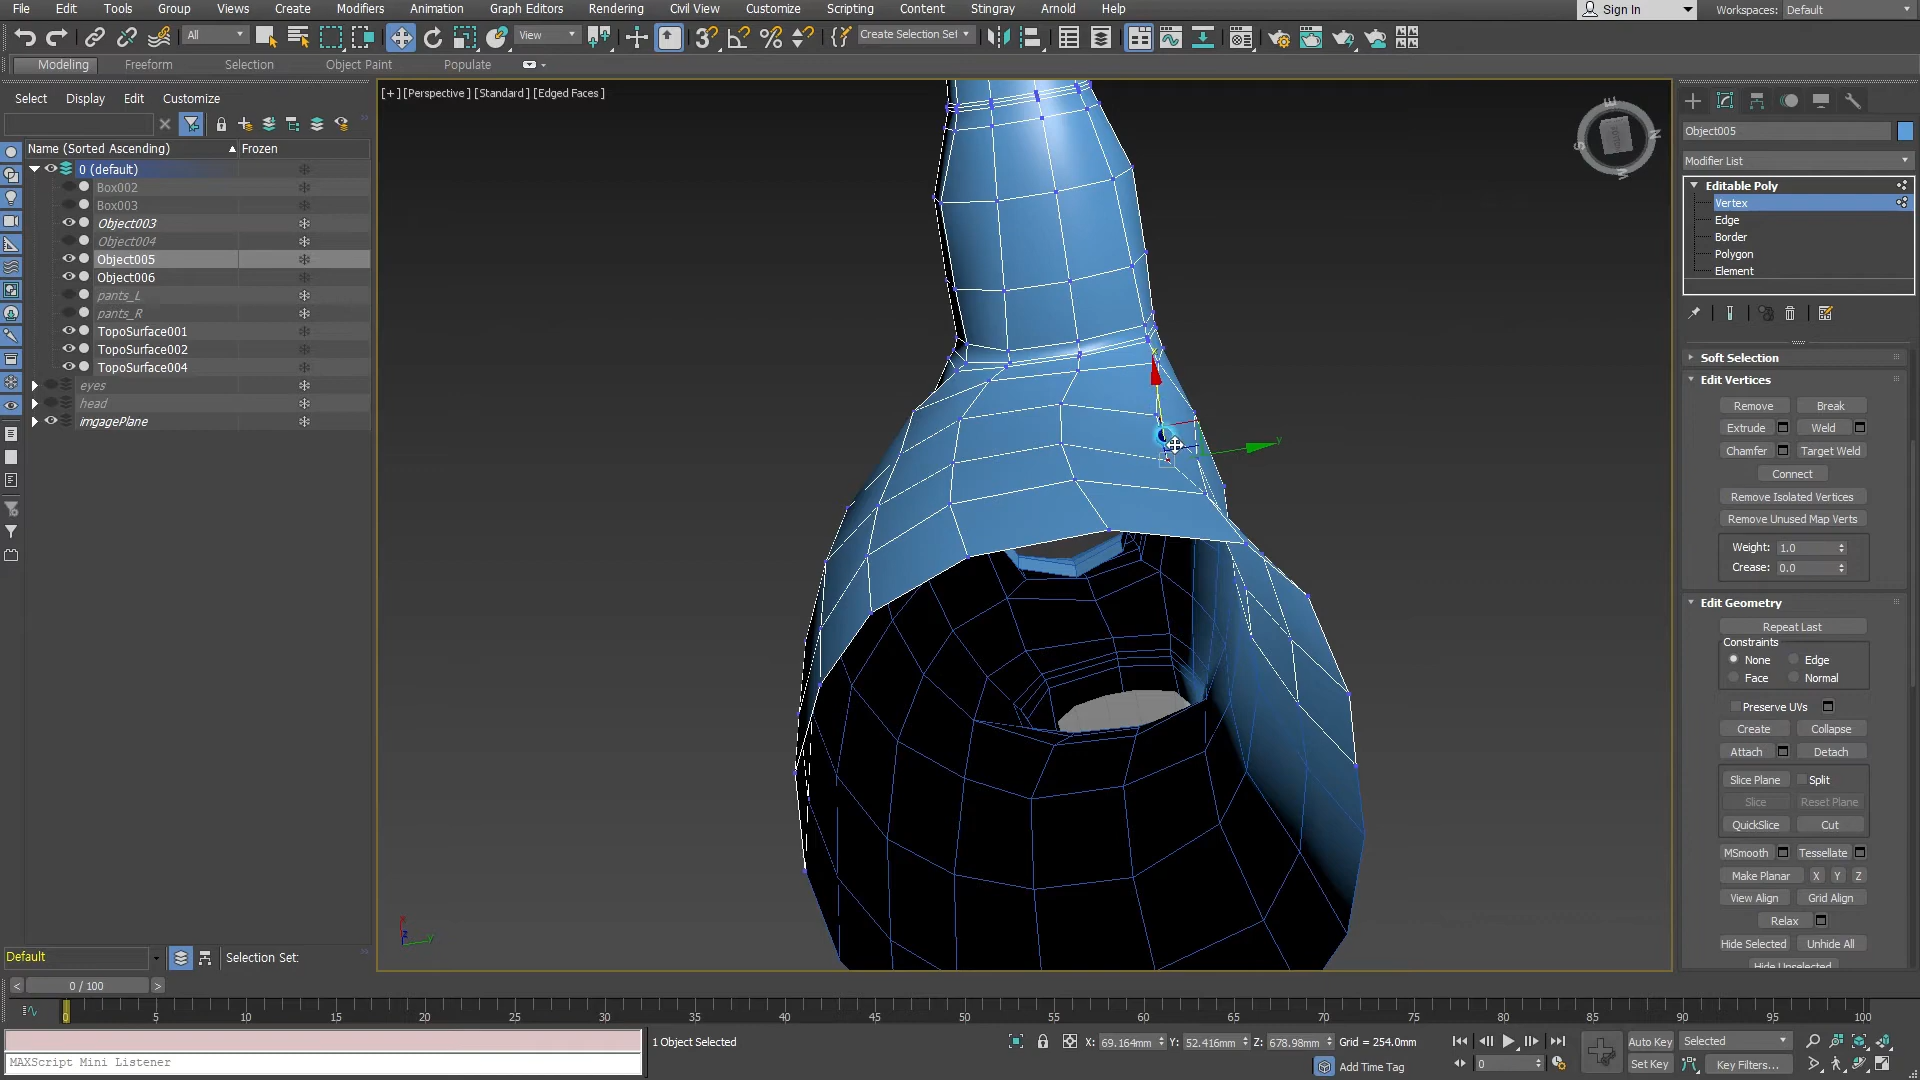 File Edit Tools Group Views Create Modifiers Animation Graph Editors Rendering Civil View Customize Scripting Content Stingray Arnold Help Sign In Workspaces: Default
All View Create Selection Set
Modeling Freeform Selection Object Paint Populate
Select Display Edit Customize
[+] [Perspective] [Standard] [Edged Faces]
Name (Sorted Ascending) Frozen
0 (default)
Box002
Box003
Object003
Object004
Object005
Object006
pants_L
pants_R
TopoSurface001
TopoSurface002
TopoSurface004
eyes
head
imgagePlane
Object005
Modifier List
Editable Poly
Vertex
Edge
Border
Polygon
Element
Soft Selection
Edit Vertices
Remove Break
Extrude Weld
Chamfer Target Weld
Connect
Remove Isolated Vertices
Remove Unused Map Verts
Weight: 1.0
Crease: 0.0
Edit Geometry
Repeat Last
Constraints
None Edge
Face Normal
Preserve UVs
Create Collapse
Attach Detach
Slice Plane Split
Slice Reset Plane
QuickSlice Cut
MSmooth Tessellate
Make Planar X Y Z
View Align Grid Align
Relax
Hide Selected Unhide All
Hide Unselected
Default Selection Set:
< 0 / 100 >
0 5 10 15 20 25 30 35 40 45 50 55 60 65 70 75 80 85 90 95 100
1 Object Selected X: 69.164mm Y: 52.416mm Z: 678.98mm Grid = 254.0mm Auto Key Selected
MAXScript Mini Listener Add Time Tag 0 Set Key Key Filters...